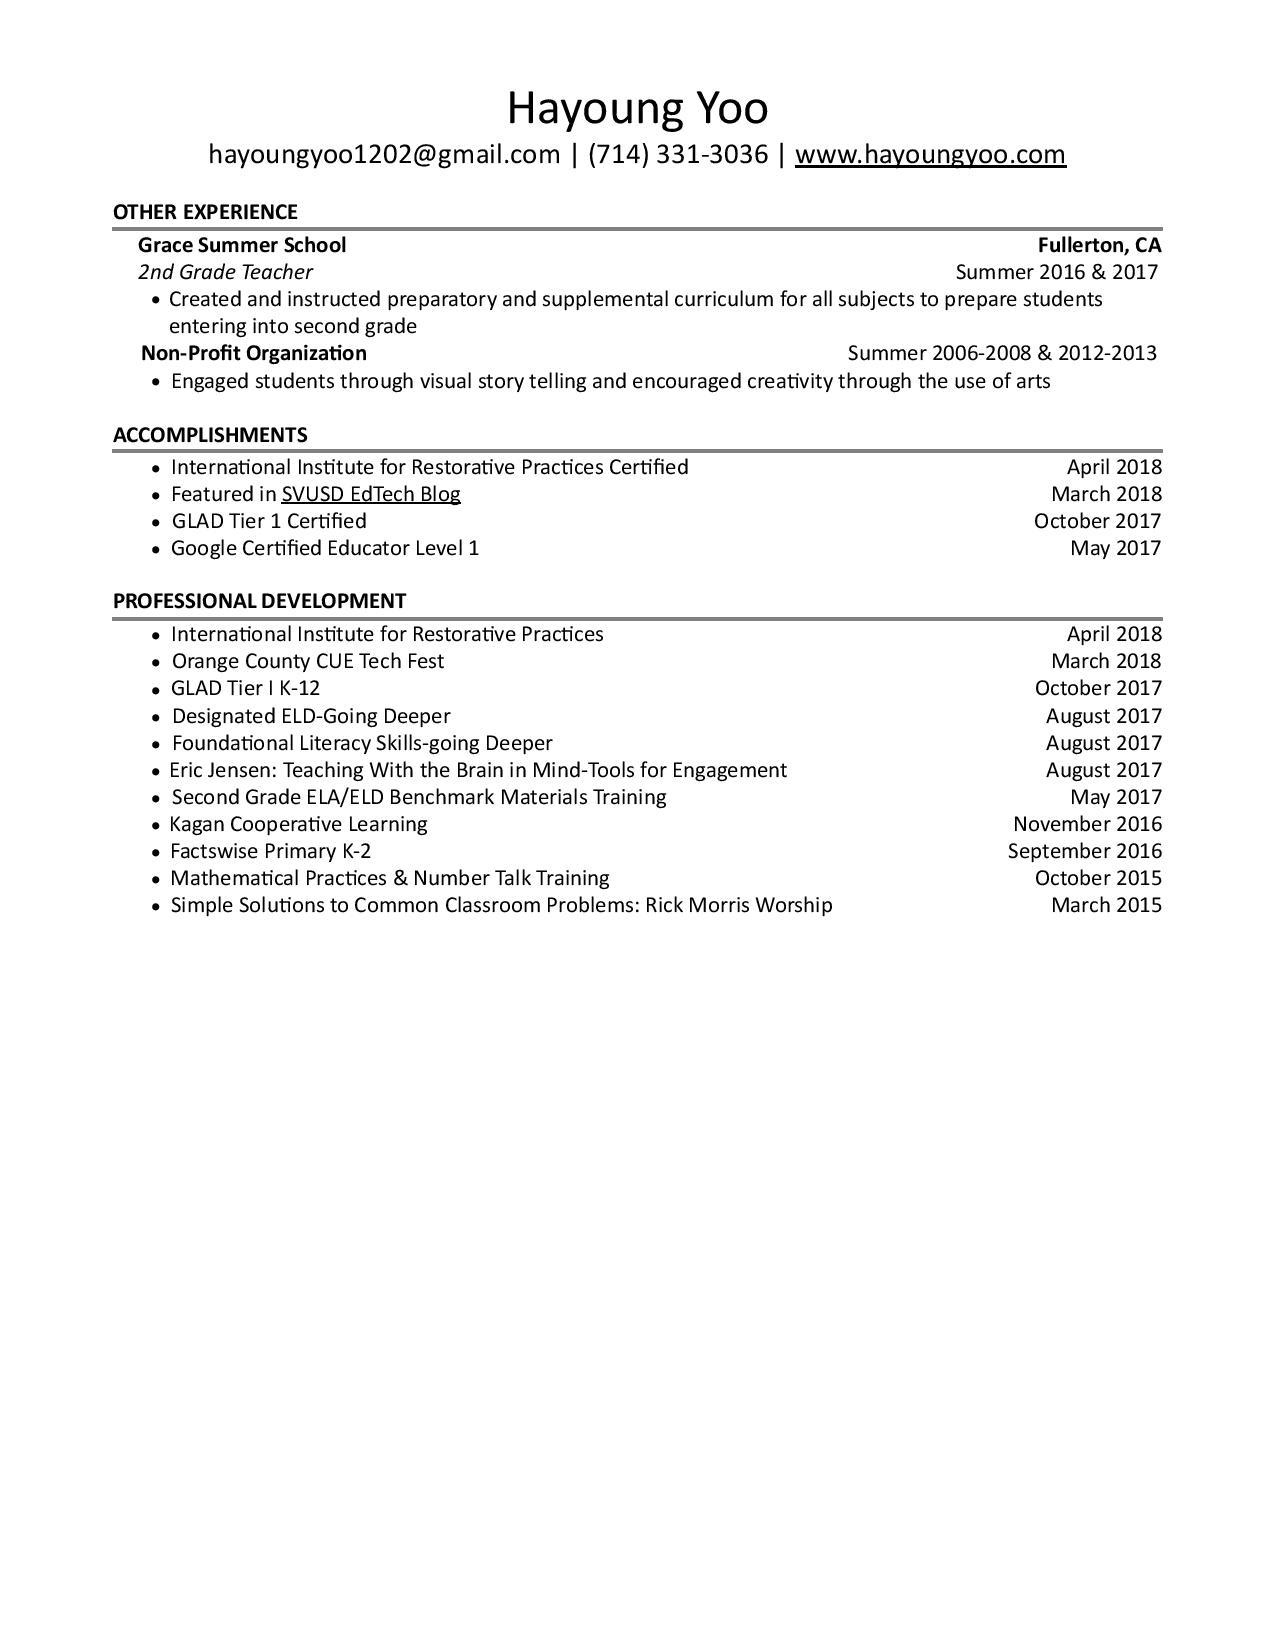 Hayoung Yoo
hayoungyoo1202@gmail.com | (714) 331-3036 | www.hayoungyoo.com
OTHER EXPERIENCE
Grace Summer School Fullerton, CA
2nd Grade Teacher Summer 2016 & 2017
• Created and instructed preparatory and supplemental curriculum for all subjects to prepare students
entering into second grade
Non-Profit Organization Summer 2006-2008 & 2012-2013
• Engaged students through visual story telling and encouraged creativity through the use of arts
ACCOMPLISHMENTS
• International Institute for Restorative Practices Certified April 2018
• Featured in SVUSD EdTech Blog March 2018
• GLAD Tier 1 Certified October 2017
• Google Certified Educator Level 1 May 2017
PROFESSIONAL DEVELOPMENT
• International Institute for Restorative Practices April 2018
• Orange County CUE Tech Fest March 2018
• GLAD Tier I K-12 October 2017
• Designated ELD-Going Deeper August 2017
• Foundational Literacy Skills-going Deeper August 2017
• Eric Jensen: Teaching With the Brain in Mind-Tools for Engagement August 2017
• Second Grade ELA/ELD Benchmark Materials Training May 2017
• Kagan Cooperative Learning November 2016
• Factswise Primary K-2 September 2016
• Mathematical Practices & Number Talk Training October 2015
• Simple Solutions to Common Classroom Problems: Rick Morris Worship March 2015